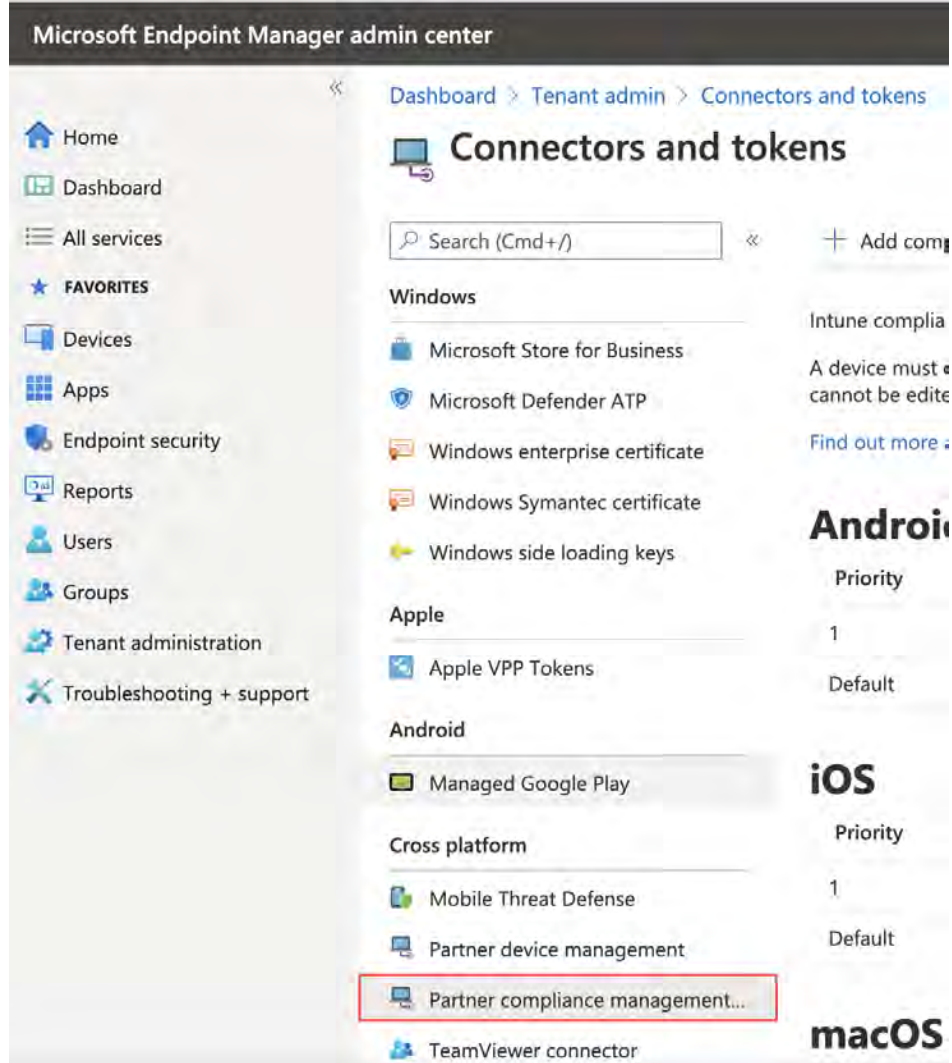 Microsoft Endpoint Manager admin center
«
Home
Dashboard
All services
FAVORITES
Devices
Apps
Endpoint security
Reports
Users
Groups
Tenant administration
Troubleshooting + support
Dashboard > Tenant admin > Connectors and tokens
Connectors and tokens
Search (Cmd+/)
«
Windows
Microsoft Store for Business
Microsoft Defender ATP
Windows enterprise certificate
Windows Symantec certificate
Windows side loading keys
Apple
Apple VPP Tokens
Android
Managed Google Play
Cross platform
Mobile Threat Defense
Partner device management
Partner compliance management...
TeamViewer connector
+ Add
Intune
A device must
cannot be
Find out more
Priority
1
Default
iOS
Priority
1
Default
macOS